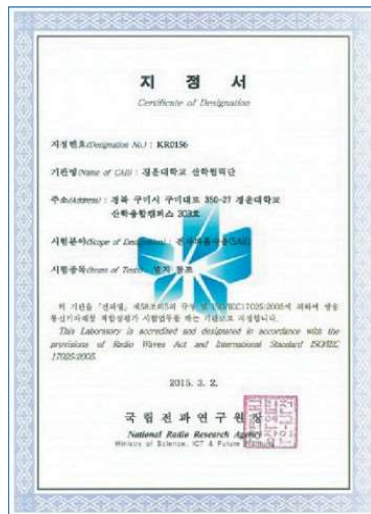 지 정 서
Certificate of Designation
지정번호(Designation No.) : KR0156
기관명(Name of CAB) : 경운대학교 산학협력단
주소(Address) : 경북 구미시 구미대로 350-27 경운대학교
산학융합캠퍼스 303호
시험분야(Scope of Designation) : 전자파흡수율(SAR)
시험종목(Items of Tests) : 별지 참조
위 기관을 「전파법」 제58조의5의 규정 및 ISO/IEC17025:2005에 의하여 방송
통신기자재등 적합성평가 시험업무를 하는 기관으로 지정합니다.
This Laboratory is accredited and designated in accordance with the
provisions of Radio Waves Act and International Standard ISO/IEC
17025:2005.
2015. 3. 2.
국 립 전 파 연 구 원 장
National Radio Research Agency
Ministry of Science, ICT & Future Planning